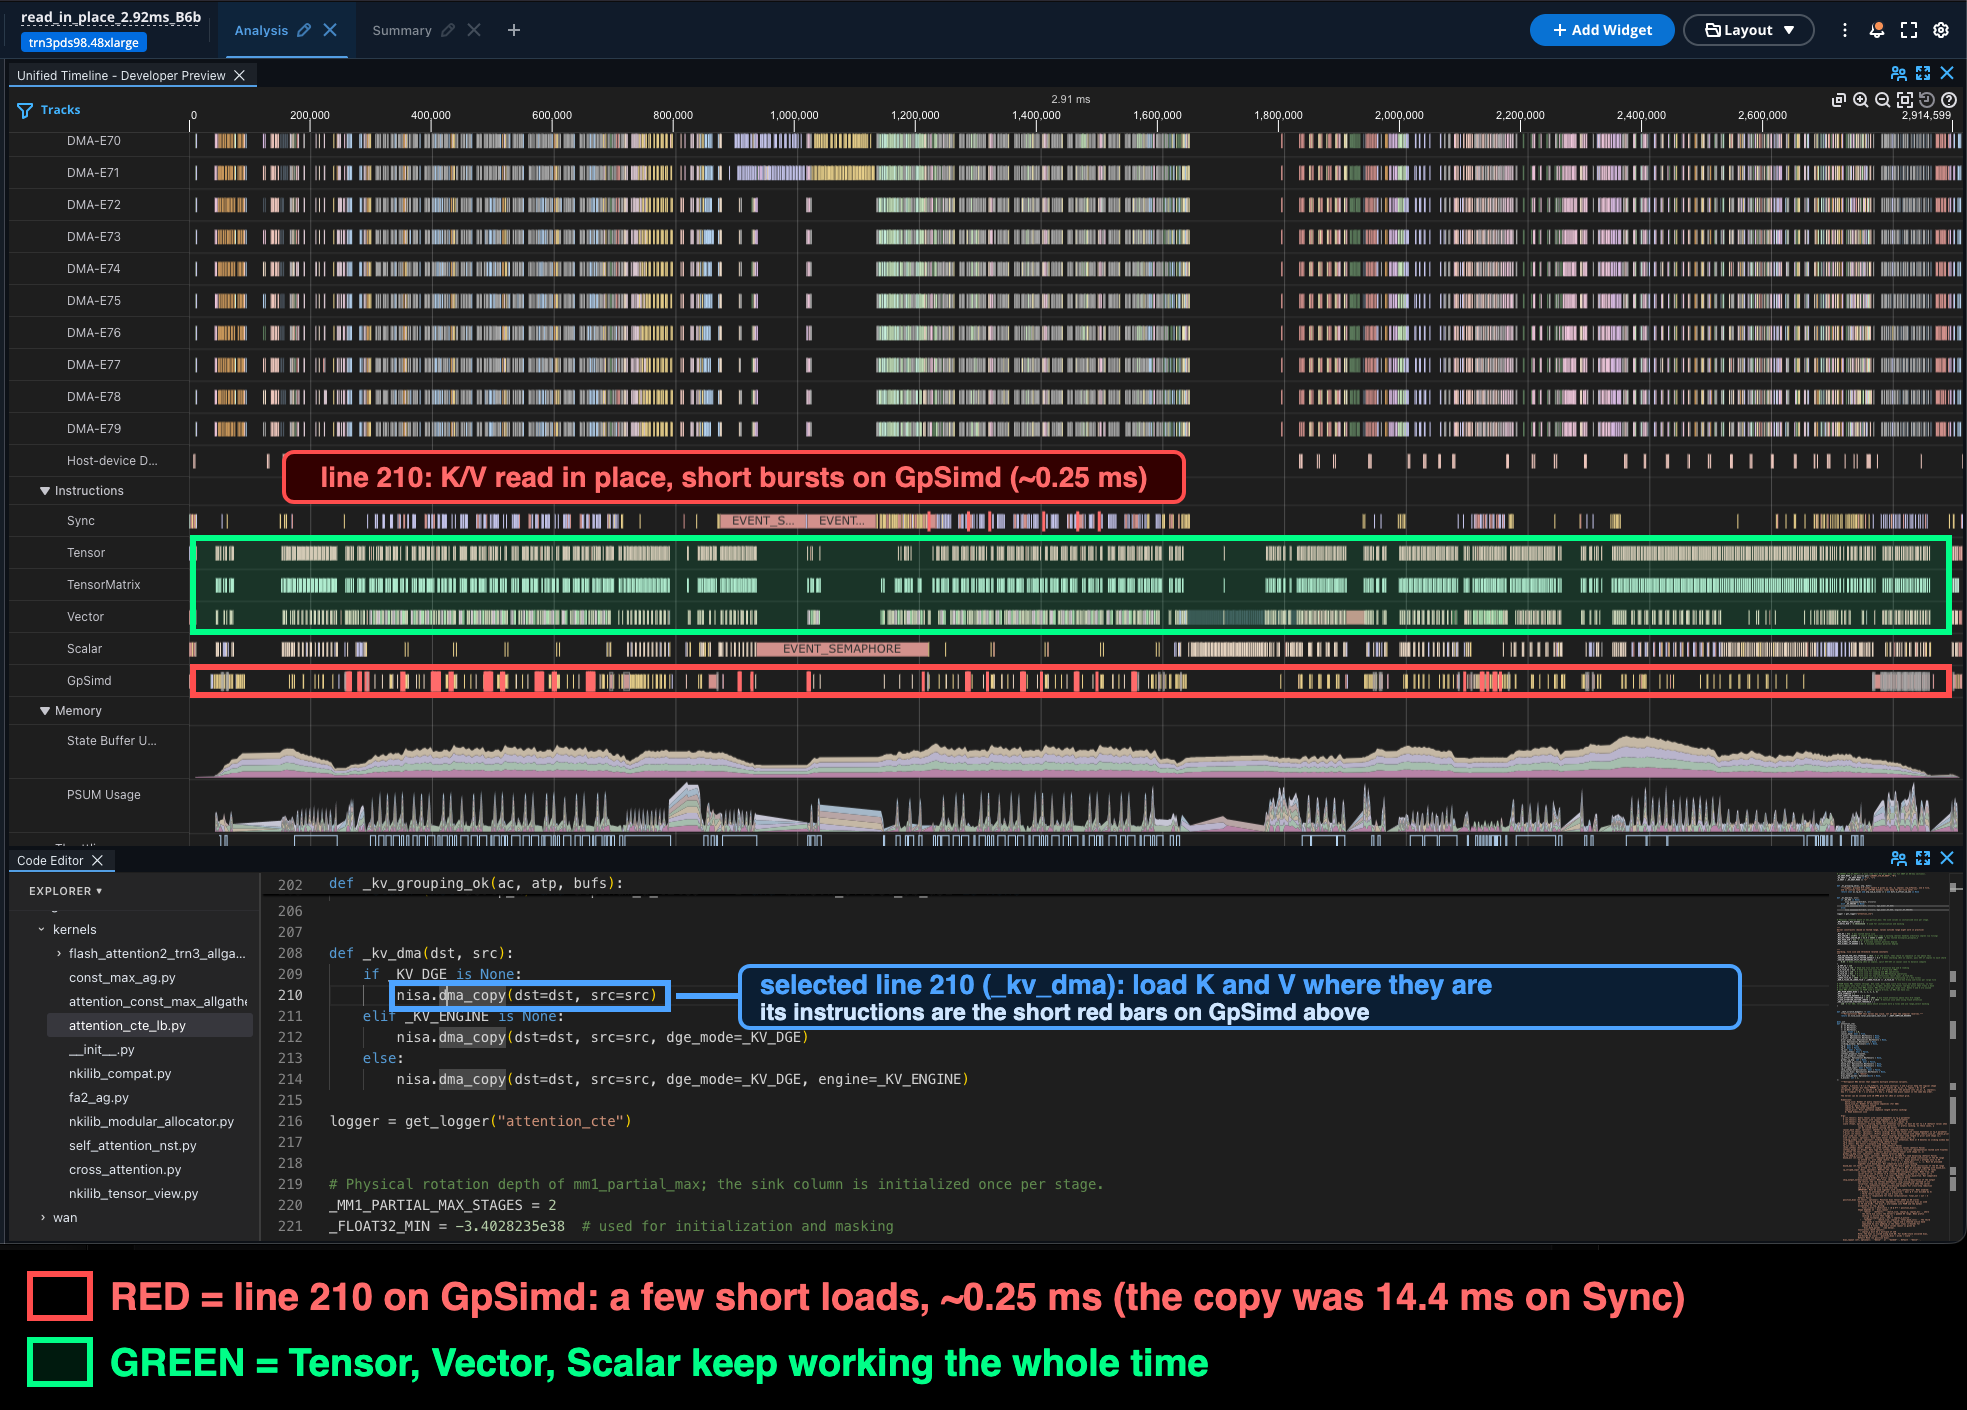 read_in_place_2.92ms_B6b
trn3pds98.48xlarge
Analysis
Summary
+ Add Widget
Layout
Unified Timeline - Developer Preview
Tracks
2.91 ms
0 200,000 400,000 600,000 800,000 1,000,000 1,200,000 1,400,000 1,600,000 1,800,000 2,000,000 2,200,000 2,400,000 2,600,000 2,914,599
DMA-E70
DMA-E71
DMA-E72
DMA-E73
DMA-E74
DMA-E75
DMA-E76
DMA-E77
DMA-E78
DMA-E79
Host-device D...
line 210: K/V read in place, short bursts on GpSimd (~0.25 ms)
Instructions
Sync
EVENT_S... EVENT...
Tensor
TensorMatrix
Vector
Scalar
EVENT_SEMAPHORE
GpSimd
Memory
State Buffer U...
PSUM Usage
Code Editor
EXPLORER
kernels
flash_attention2_trn3_allga...
const_max_ag.py
attention_const_max_allgathe
attention_cte_lb.py
__init__.py
nkilib_compat.py
fa2_ag.py
nkilib_modular_allocator.py
self_attention_nst.py
cross_attention.py
nkilib_tensor_view.py
wan
202 def _kv_grouping_ok(ac, atp, bufs):
206
207
208 def _kv_dma(dst, src):
209 if _KV_DGE is None:
210 nisa.dma_copy(dst=dst, src=src)
211 elif _KV_ENGINE is None:
212 nisa.dma_copy(dst=dst, src=src, dge_mode=_KV_DGE)
213 else:
214 nisa.dma_copy(dst=dst, src=src, dge_mode=_KV_DGE, engine=_KV_ENGINE)
215
216 logger = get_logger("attention_cte")
217
218
219 # Physical rotation depth of mm1_partial_max; the sink column is initialized once per stage.
220 _MM1_PARTIAL_MAX_STAGES = 2
221 _FLOAT32_MIN = -3.4028235e38 # used for initialization and masking
selected line 210 (_kv_dma): load K and V where they are
its instructions are the short red bars on GpSimd above
RED = line 210 on GpSimd: a few short loads, ~0.25 ms (the copy was 14.4 ms on Sync)
GREEN = Tensor, Vector, Scalar keep working the whole time